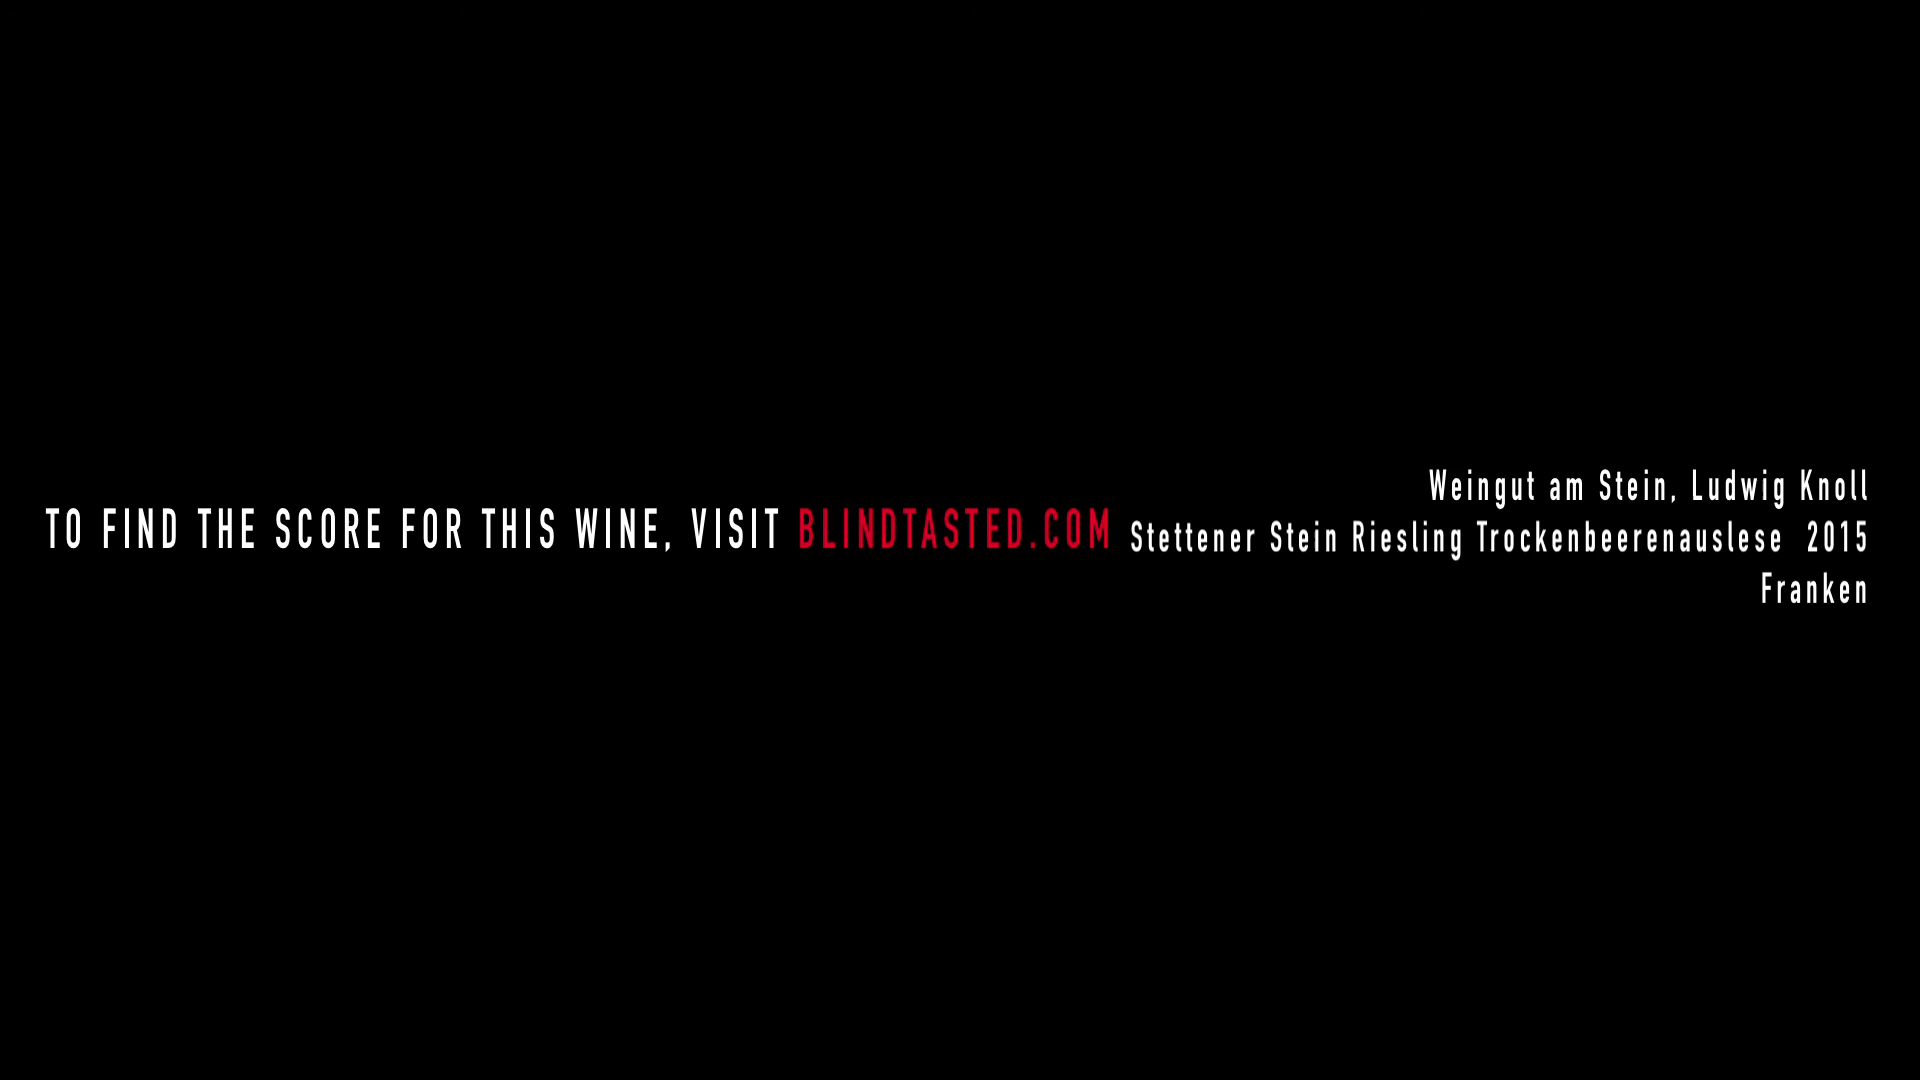 TO FIND THE SCORE FOR THIS WINE, VISIT BLINDTASTED.COM
Weingut am Stein, Ludwig Knoll
Stettener Stein Riesling Trockenbeerenauslese  2015
Franken